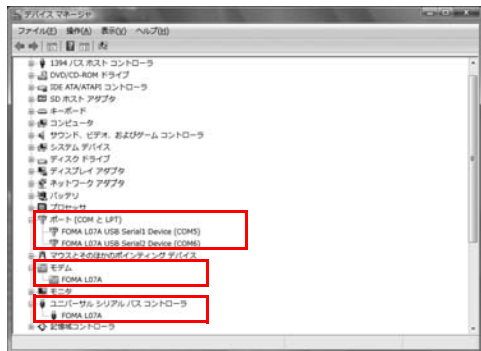 デバイス マネージャ
ファイル(F) 操作(A) 表示(V) ヘルプ(H)
1394 バス ホスト コントローラ
DVD/CD-ROM ドライブ
IDE ATA/ATAPI コントローラ
SD ホスト アダプタ
キーボード
コンピュータ
サウンド、ビデオ、およびゲーム コントローラ
システム デバイス
ディスク ドライブ
ディスプレイ アダプタ
ネットワーク アダプタ
バッテリ
プロセッサ
ポート (COM と LPT)
FOMA L07A USB Serial1 Device (COM5)
FOMA L07A USB Serial2 Device (COM6)
マウスとそのほかのポインティング デバイス
モデム
FOMA L07A
モニタ
ユニバーサル シリアル バス コントローラ
FOMA L07A
記憶域コントローラ